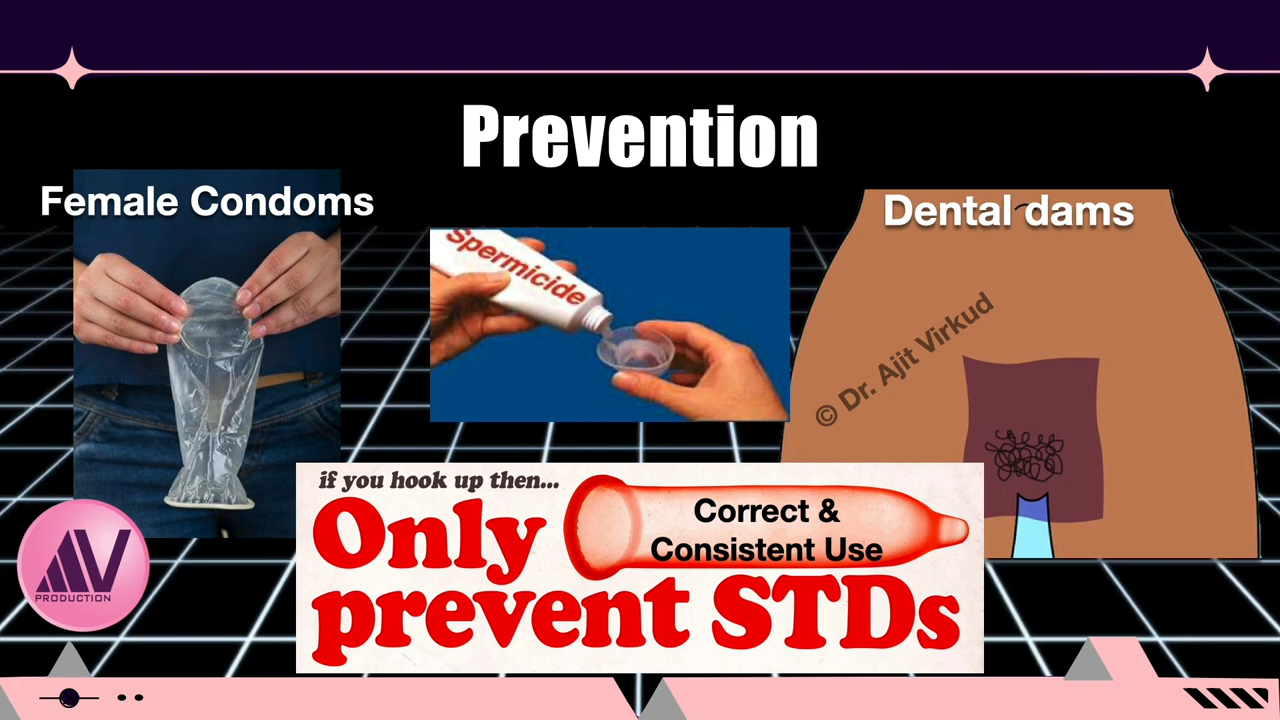 Prevention
Female Condoms
Spermicide
Dental dams
© Dr. Ajit Virkud
if you hook up then...
Only
Correct &
Consistent Use
prevent STDs
AV
PRODUCTION